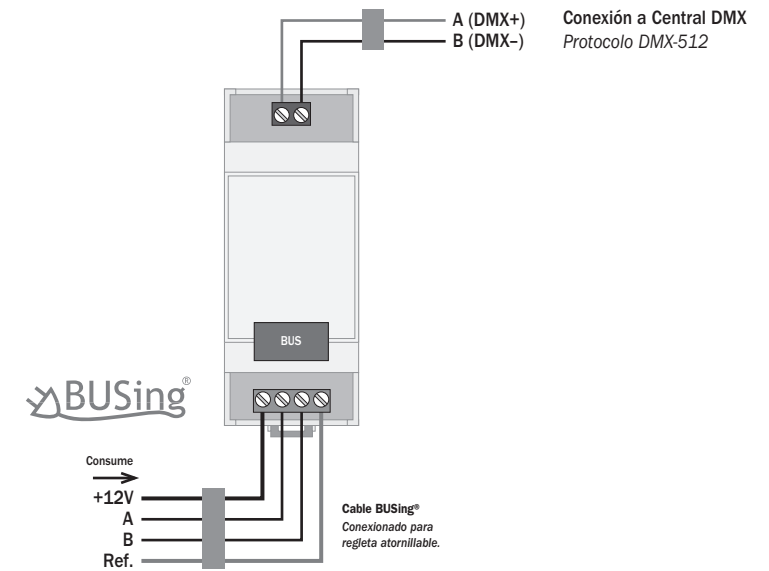 A (DMX+)
B (DMX–)
Conexión a Central DMX
Protocolo DMX-512
BUS
BUSing®
Consume
+12V
A
B
Ref.
Cable BUSing®
Conexionado para
regleta atornillable.